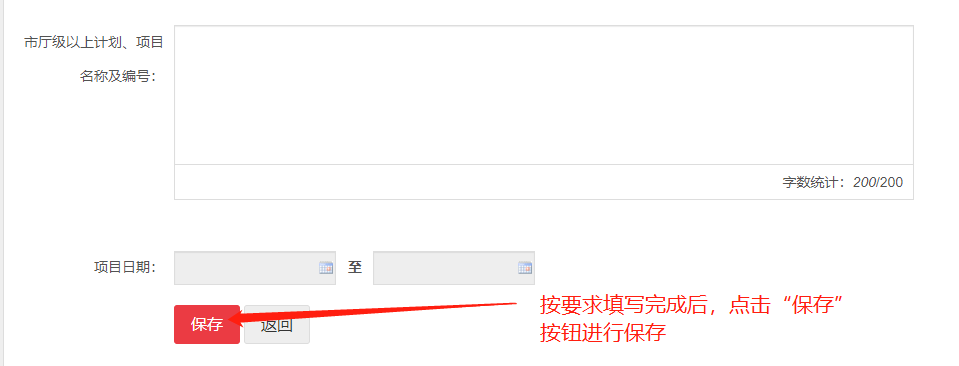 市厅级以上计划、项目
名称及编号：
字数统计：200/200
项目日期：
至
保存
返回
按要求填写完成后，点击“保存”
按钮进行保存